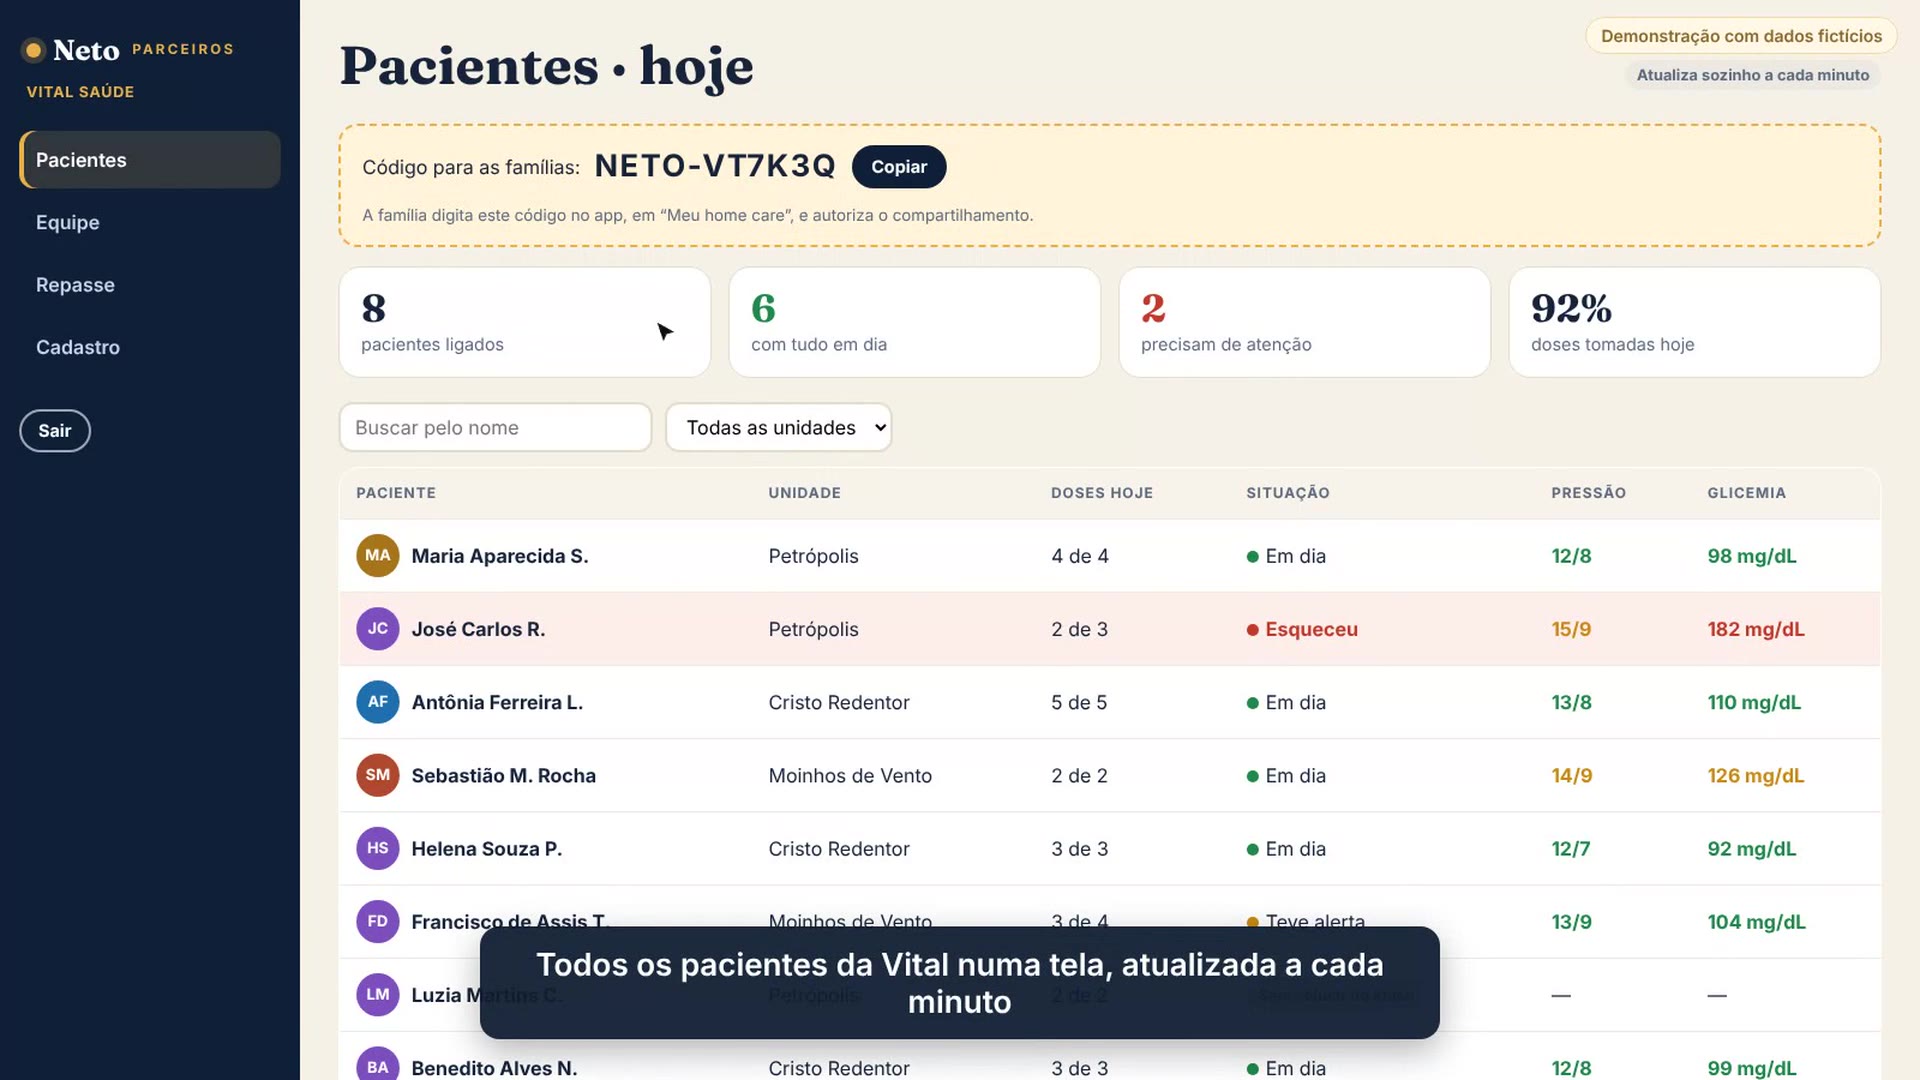 Neto PARCEIROS
VITAL SAÚDE
Pacientes
Equipe
Repasse
Cadastro
Sair
Pacientes · hoje
Demonstração com dados fictícios
Atualiza sozinho a cada minuto
Código para as famílias: NETO-VT7K3Q Copiar
A família digita este código no app, em “Meu home care”, e autoriza o compartilhamento.
8
pacientes ligados
6
com tudo em dia
2
precisam de atenção
92%
doses tomadas hoje
Buscar pelo nome
Todas as unidades
PACIENTE UNIDADE DOSES HOJE SITUAÇÃO PRESSÃO GLICEMIA
MA Maria Aparecida S. Petrópolis 4 de 4 Em dia 12/8 98 mg/dL
JC José Carlos R. Petrópolis 2 de 3 Esqueceu 15/9 182 mg/dL
AF Antônia Ferreira L. Cristo Redentor 5 de 5 Em dia 13/8 110 mg/dL
SM Sebastião M. Rocha Moinhos de Vento 2 de 2 Em dia 14/9 126 mg/dL
HS Helena Souza P. Cristo Redentor 3 de 3 Em dia 12/7 92 mg/dL
FD Francisco de Assis T. Moinhos de Vento 3 de 4 Teve alerta 13/9 104 mg/dL
LM Luzia Martins C. Petrópolis 2 de 2 — —
BA Benedito Alves N. Cristo Redentor 3 de 3 Em dia 12/8 99 mg/dL
Todos os pacientes da Vital numa tela, atualizada a cada
minuto